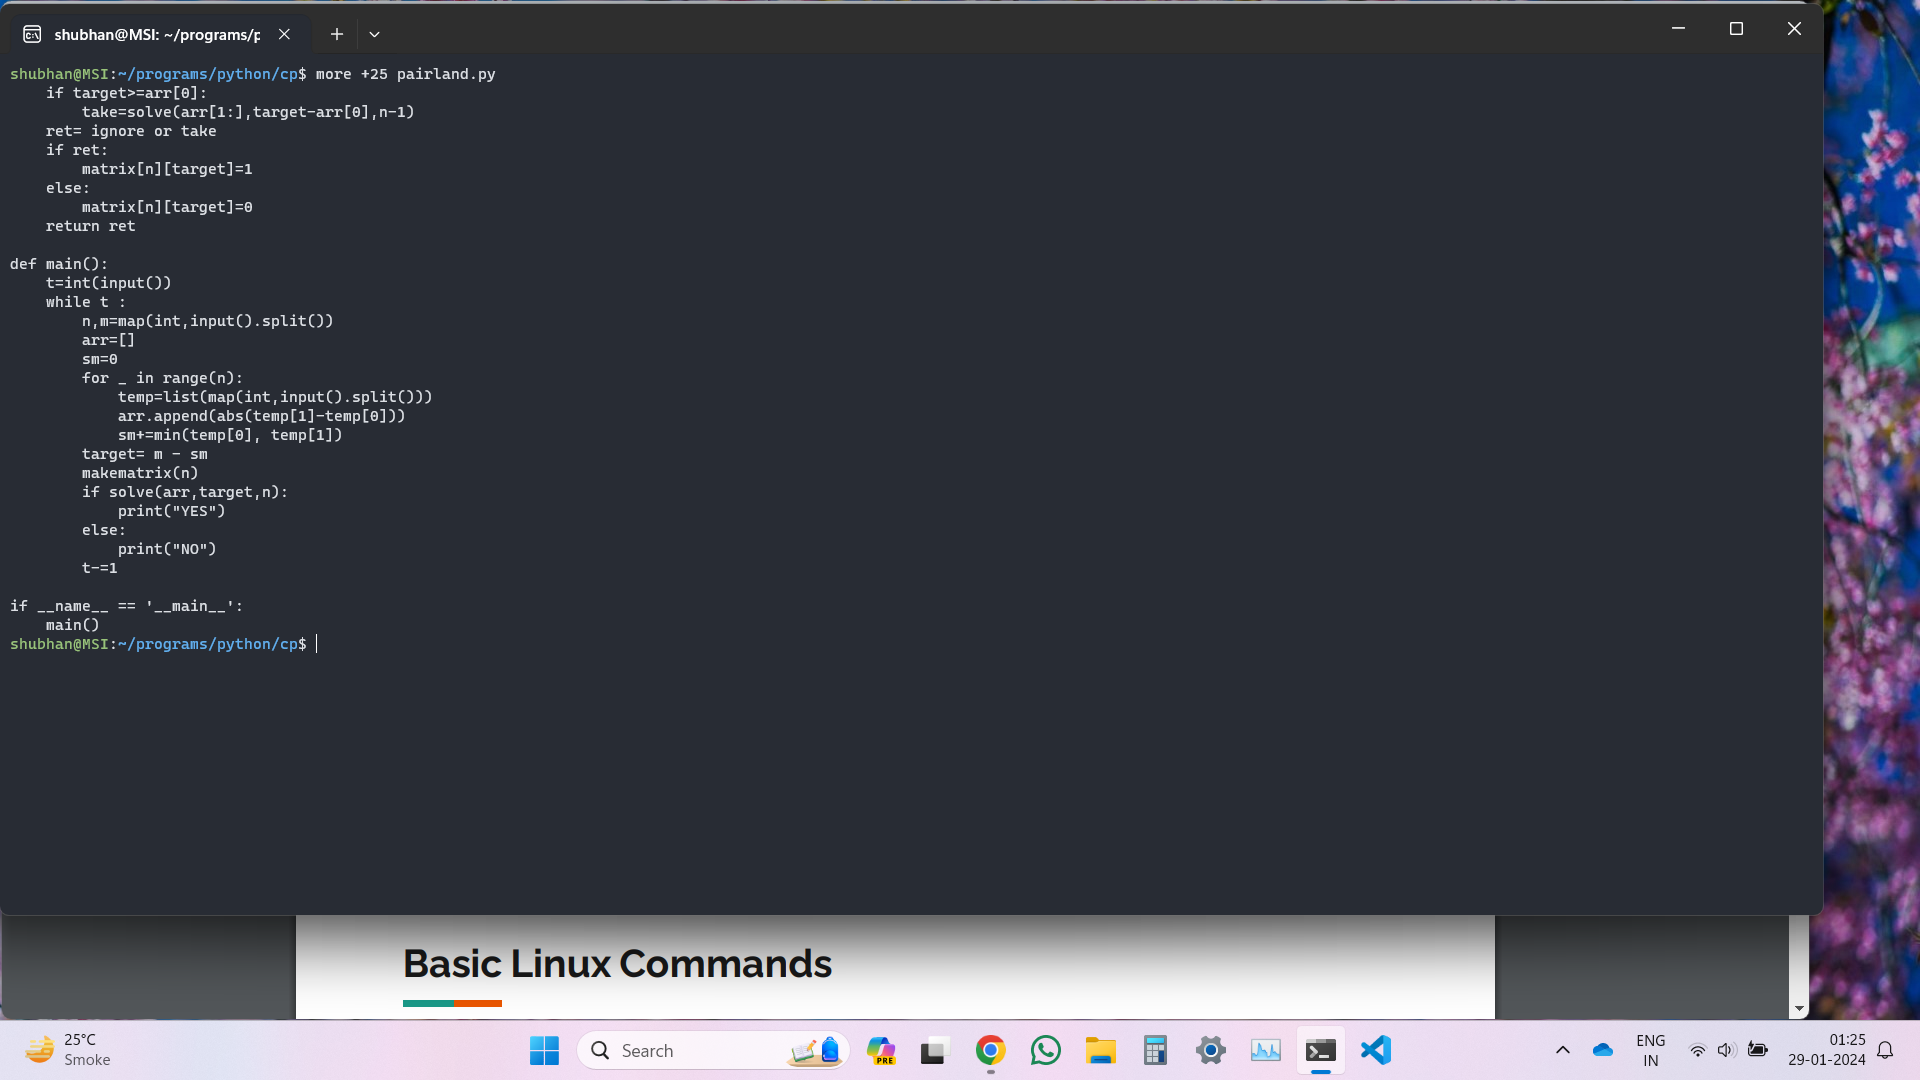 shubhan@MSI: ~/programs/p
shubhan@MSI:~/programs/python/cp$ more +25 pairland.py
    if target>=arr[0]:
        take=solve(arr[1:],target-arr[0],n-1)
    ret= ignore or take
    if ret:
        matrix[n][target]=1
    else:
        matrix[n][target]=0
    return ret

def main():
    t=int(input())
    while t :
        n,m=map(int,input().split())
        arr=[]
        sm=0
        for _ in range(n):
            temp=list(map(int,input().split()))
            arr.append(abs(temp[1]-temp[0]))
            sm+=min(temp[0], temp[1])
        target= m - sm
        makematrix(n)
        if solve(arr,target,n):
            print("YES")
        else:
            print("NO")
        t-=1

if __name__ == '__main__':
    main()
shubhan@MSI:~/programs/python/cp$
Basic Linux Commands
25°C
Smoke
Search
PRE
ENG
IN
01:25
29-01-2024